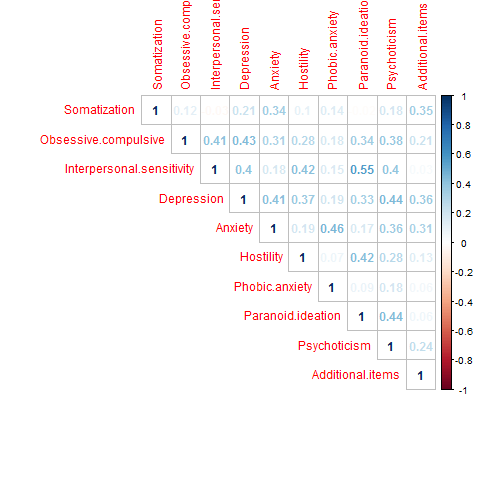 Somatization
Obsessive.comp
Interpersonal.se
Depression
Anxiety
Hostility
Phobic.anxiety
Paranoid.ideation
Psychoticism
Additional.items
Somatization 1 0.12 0.21 0.34 0.1 0.14 0.18 0.35
Obsessive.compulsive 1 0.41 0.43 0.31 0.28 0.18 0.34 0.38 0.21
Interpersonal.sensitivity 1 0.4 0.18 0.42 0.15 0.55 0.4
Depression 1 0.41 0.37 0.19 0.33 0.44 0.36
Anxiety 1 0.19 0.46 0.17 0.36 0.31
Hostility 1 0.07 0.42 0.28 0.13
Phobic.anxiety 1 0.09 0.18 0.06
Paranoid.ideation 1 0.44 0.06
Psychoticism 1 0.24
Additional.items 1
1
0.8
0.6
0.4
0.2
0
-0.2
-0.4
-0.6
-0.8
-1